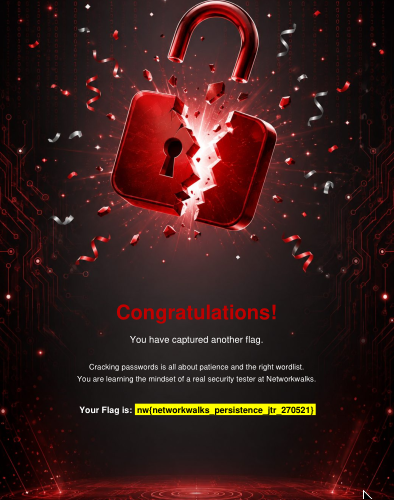 Congratulations!
You have captured another flag.
Cracking passwords is all about patience and the right wordlist.
You are learning the mindset of a real security tester at Networkwalks.
Your Flag is: nw{networkwalks_persistence_jtr_270521}